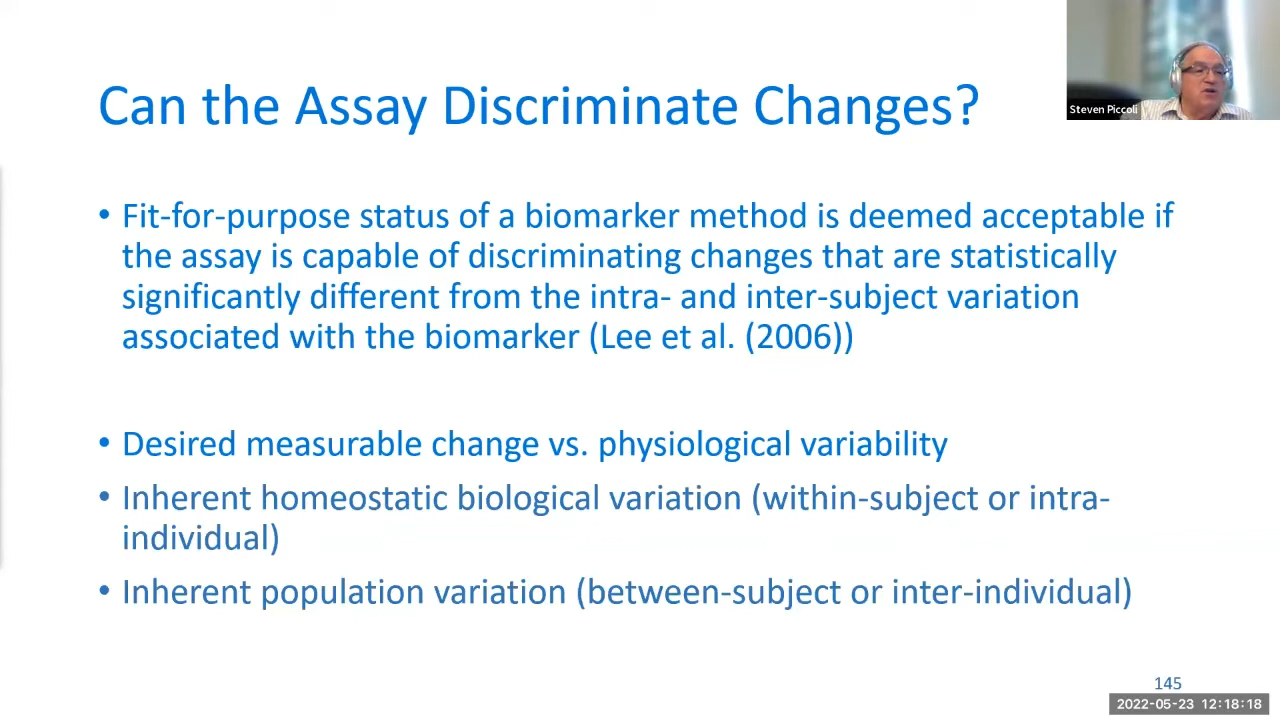 Can the Assay Discriminate Changes?
Steven Piccoli
• Fit-for-purpose status of a biomarker method is deemed acceptable if
the assay is capable of discriminating changes that are statistically
significantly different from the intra- and inter-subject variation
associated with the biomarker (Lee et al. (2006))
• Desired measurable change vs. physiological variability
• Inherent homeostatic biological variation (within-subject or intra-
individual)
• Inherent population variation (between-subject or inter-individual)
145
2022-05-23 12:18:18